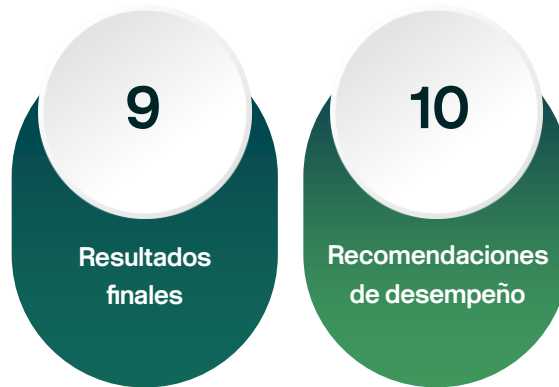 9
Resultados
finales
10
Recomendaciones
de desempeño